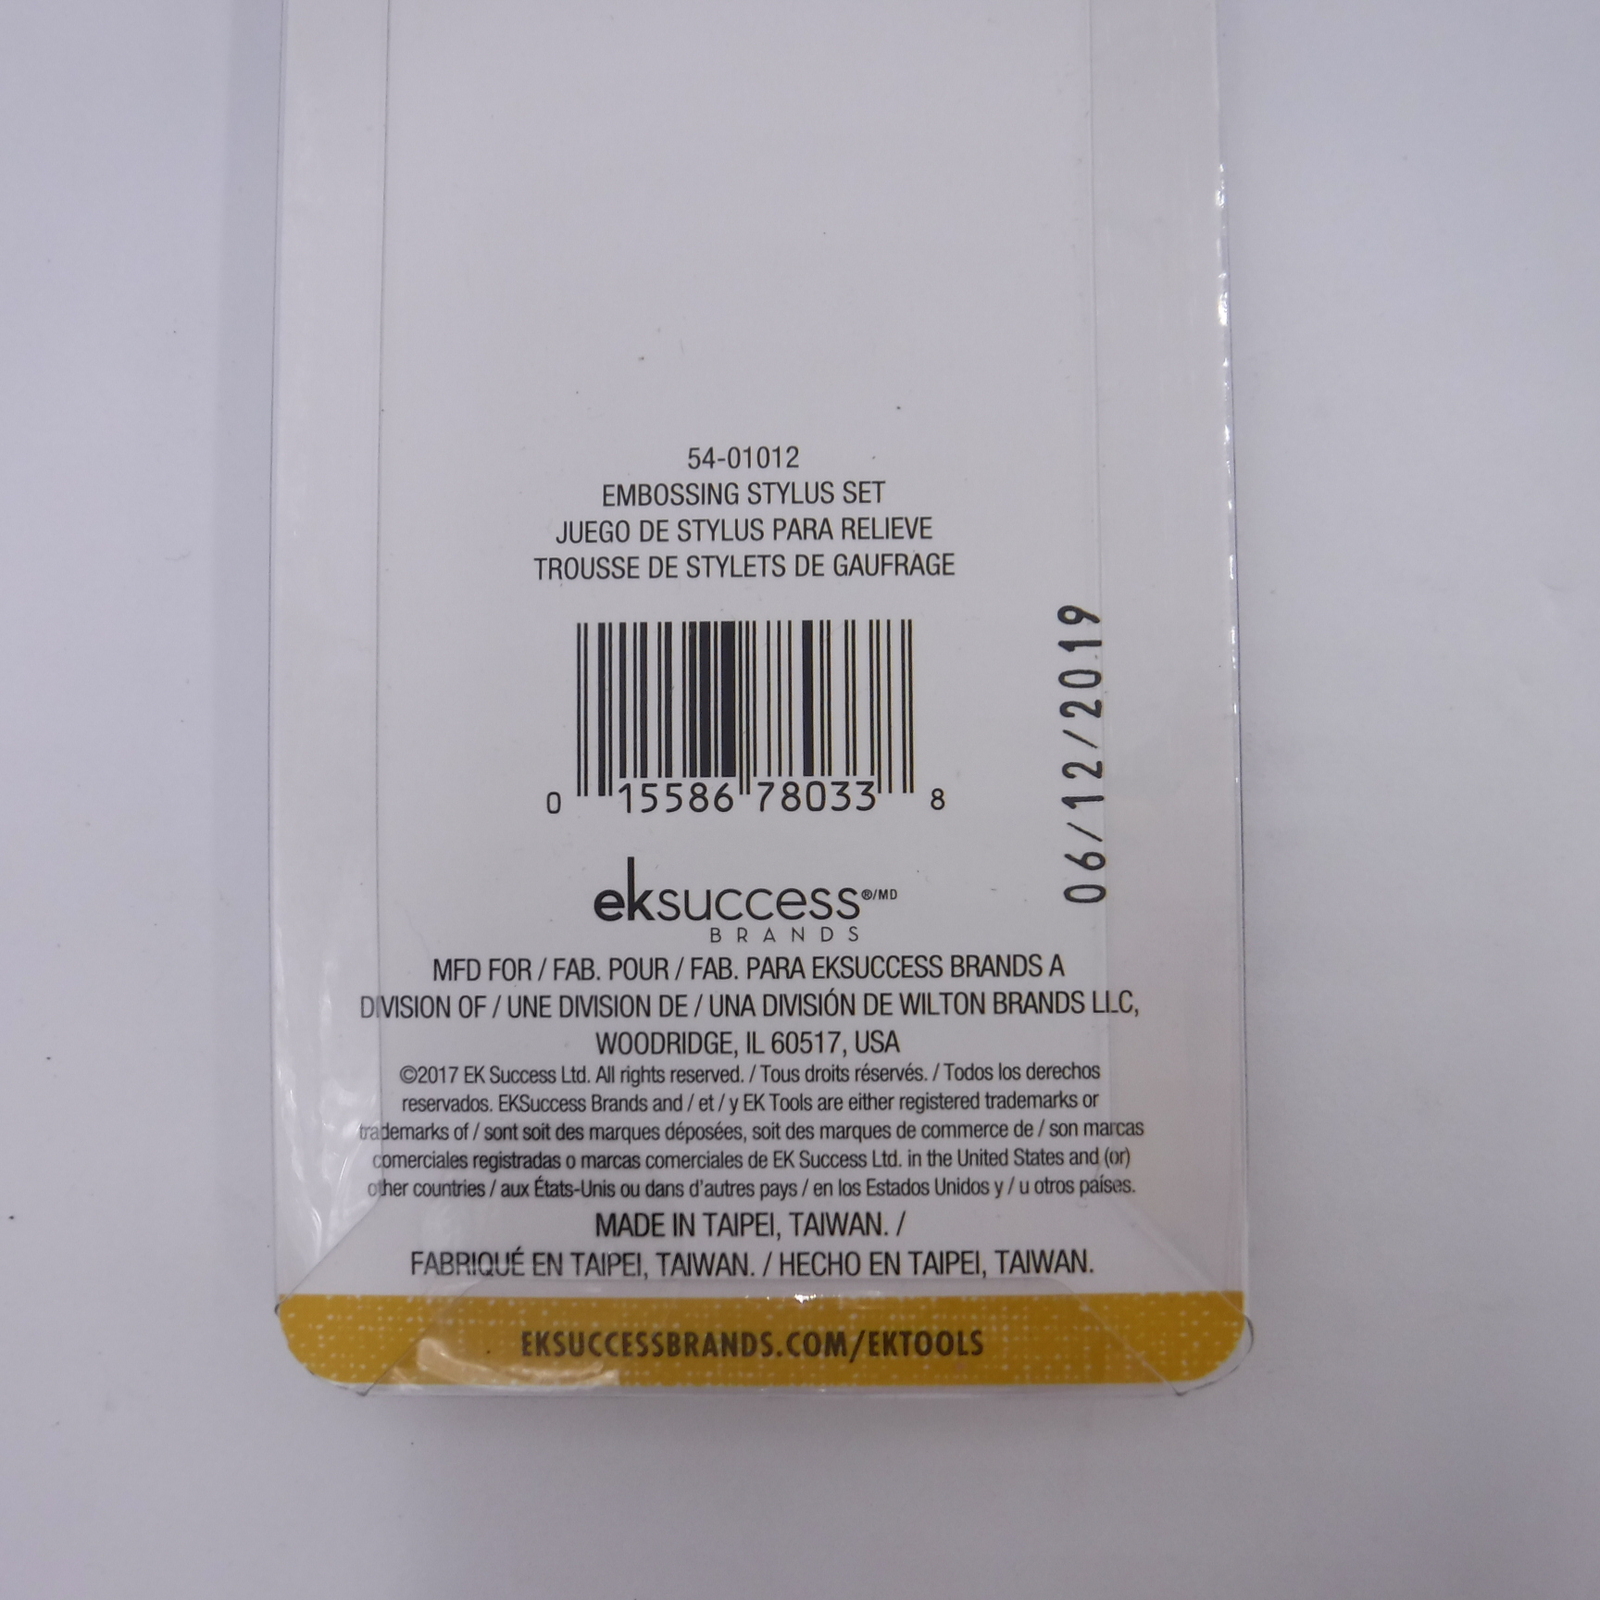 54-01012
EMBOSSING STYLUS SET
JUEGO DE STYLUS PARA RELIEVE
TROUSSE DE STYLETS DE GAUFRAGE
0 15586 78033 8
06/12/2019
eksuccess®/MD
BRANDS
MFD FOR / FAB. POUR / FAB. PARA EKSUCCESS BRANDS A
DIVISION OF / UNE DIVISION DE / UNA DIVISIÓN DE WILTON BRANDS LLC,
WOODRIDGE, IL 60517, USA
©2017 EK Success Ltd. All rights reserved. / Tous droits réservés. / Todos los derechos
reservados. EKSuccess Brands and / et / y EK Tools are either registered trademarks or
trademarks of / sont soit des marques déposées, soit des marques de commerce de / son marcas
comerciales registradas o marcas comerciales de EK Success Ltd. in the United States and (or)
other countries / aux États-Unis ou dans d'autres pays / en los Estados Unidos y / u otros países.
MADE IN TAIPEI, TAIWAN. /
FABRIQUÉ EN TAIPEI, TAIWAN. / HECHO EN TAIPEI, TAIWAN.
EKSUCCESSBRANDS.COM/EKTOOLS